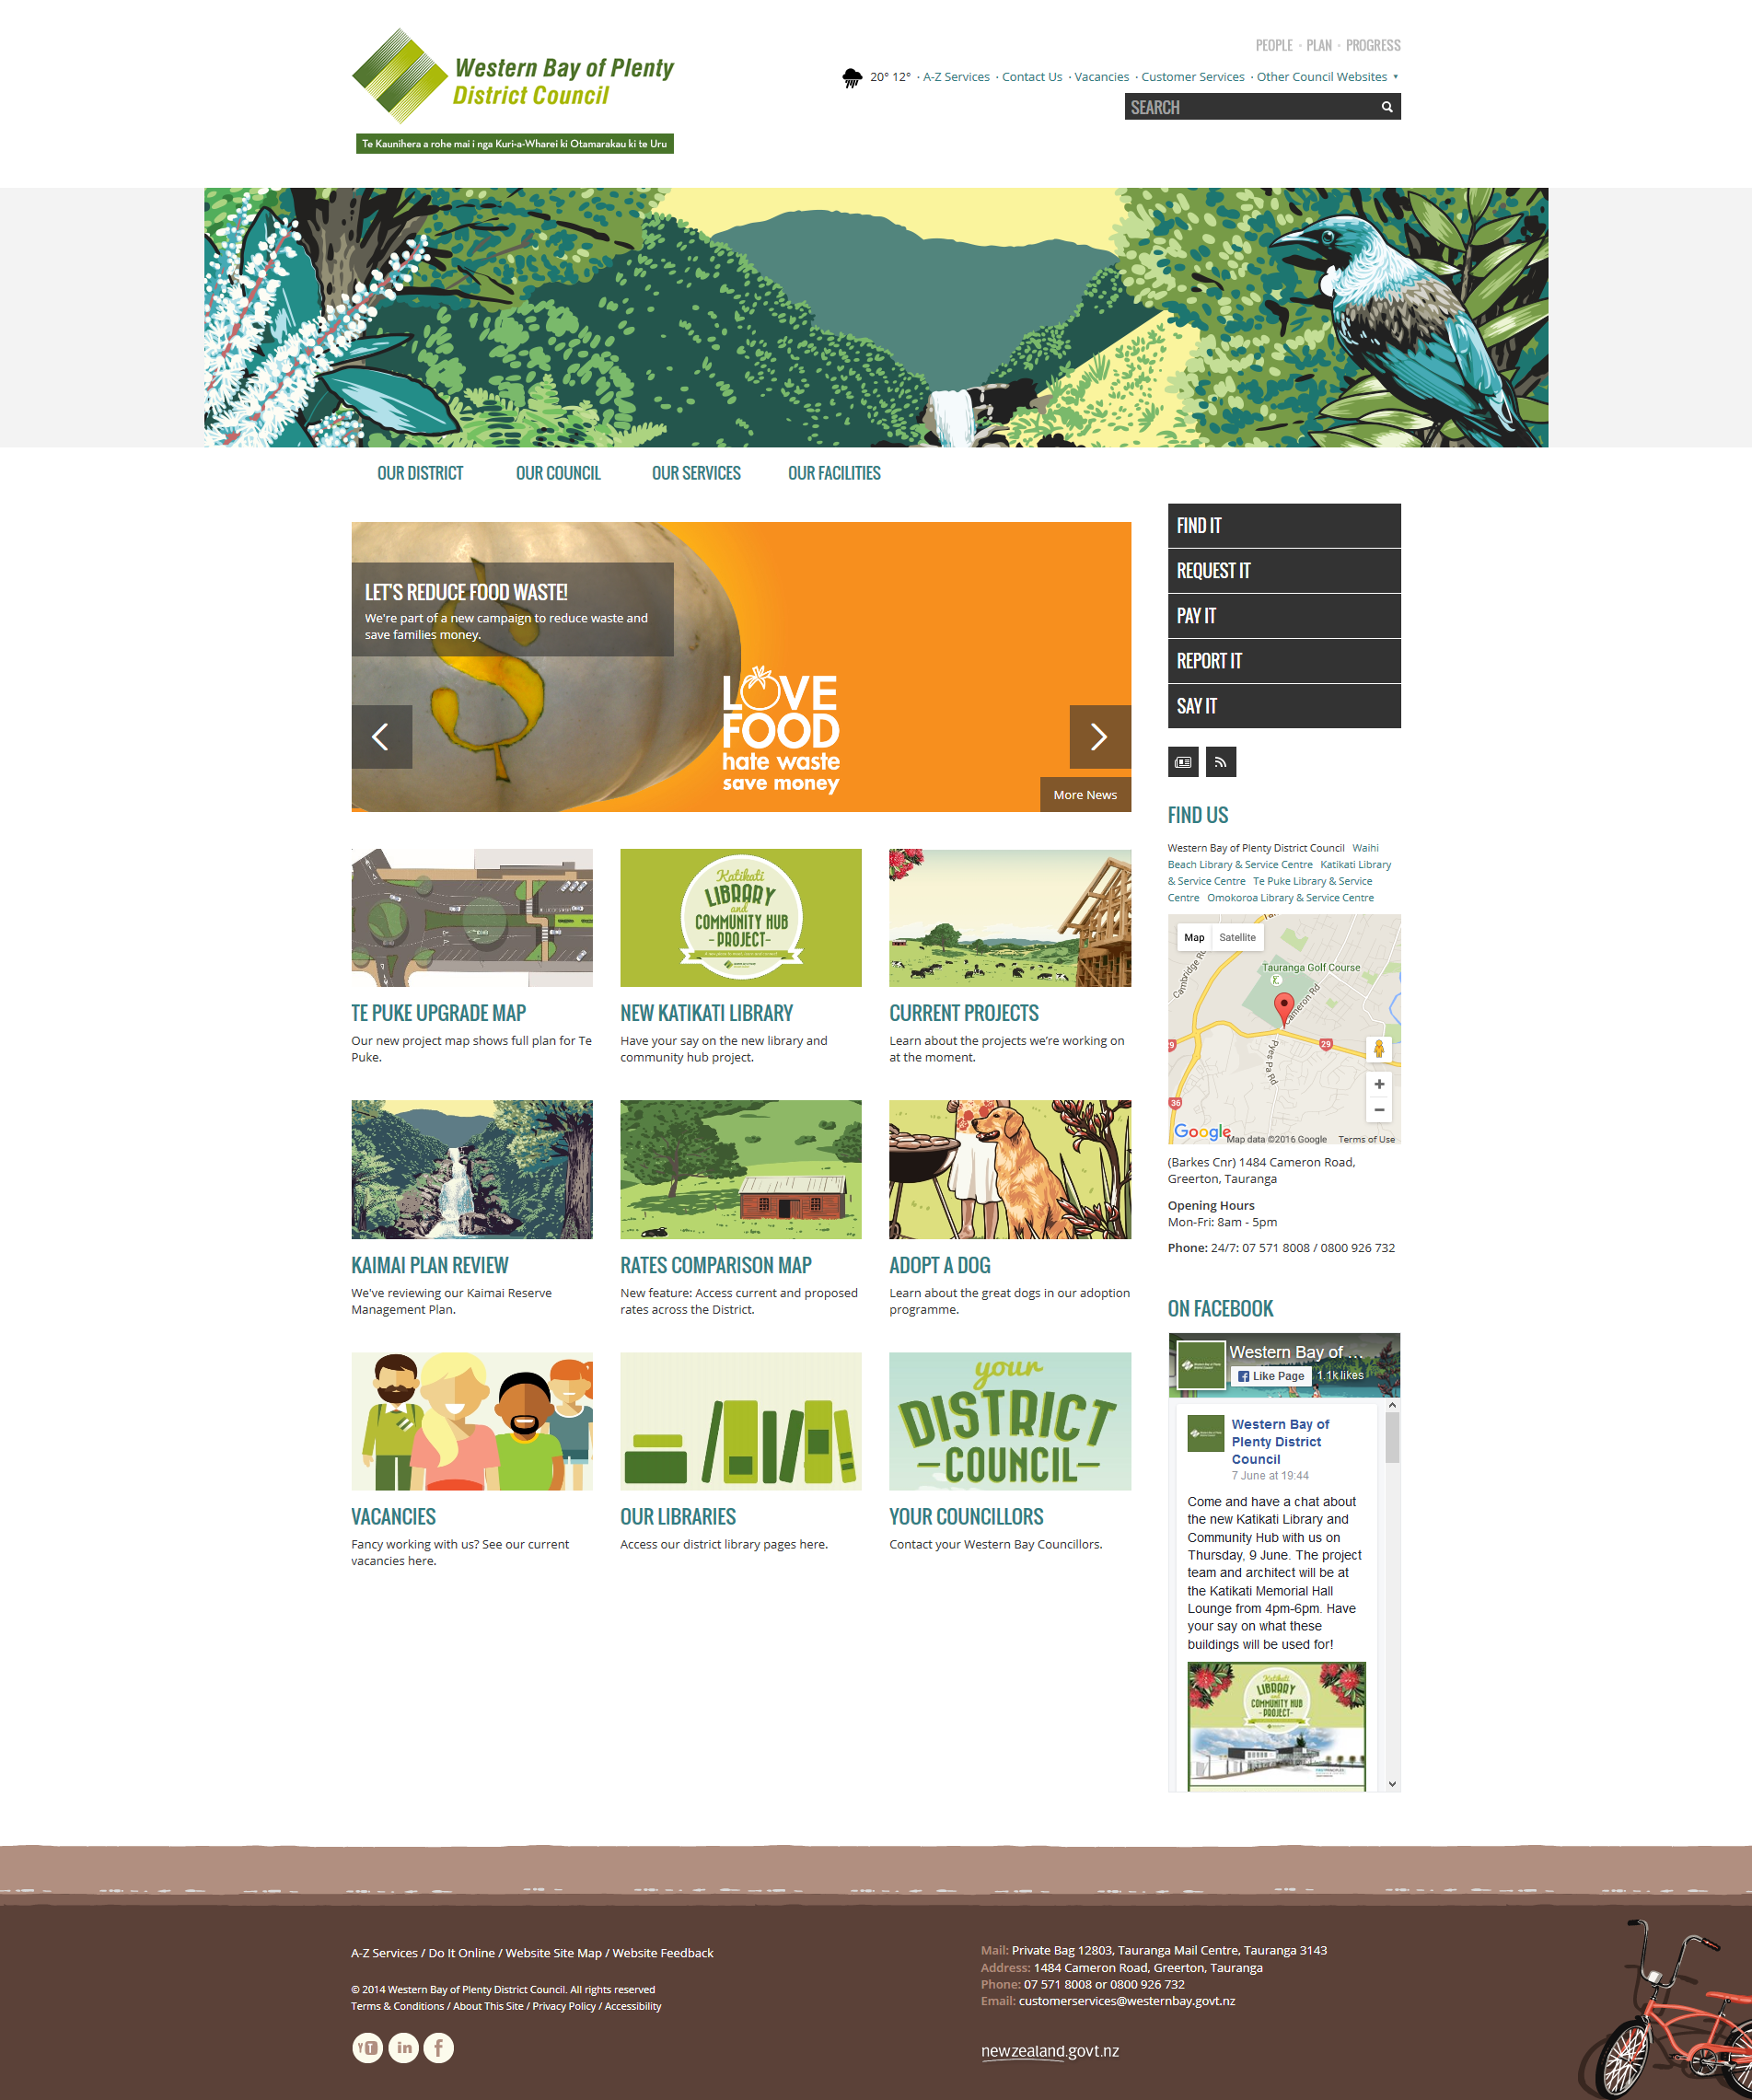 Western Bay of Plenty
District Council
Te Kaunihera a rohe mai i nga Kuri-a-Wharei ki Otamarakau ki te Uru
PEOPLE · PLAN · PROGRESS
20° 12° · A-Z Services · Contact Us · Vacancies · Customer Services · Other Council Websites
SEARCH
OUR DISTRICT OUR COUNCIL OUR SERVICES OUR FACILITIES
LET'S REDUCE FOOD WASTE!
We're part of a new campaign to reduce waste and
save families money.
LOVE
FOOD
hate waste
save money
More News
FIND IT
REQUEST IT
PAY IT
REPORT IT
SAY IT
Katikati
LIBRARY
and
COMMUNITY HUB
-PROJECT-
TE PUKE UPGRADE MAP
Our new project map shows full plan for Te
Puke.
NEW KATIKATI LIBRARY
Have your say on the new library and
community hub project.
CURRENT PROJECTS
Learn about the projects we're working on
at the moment.
KAIMAI PLAN REVIEW
We've reviewing our Kaimai Reserve
Management Plan.
RATES COMPARISON MAP
New feature: Access current and proposed
rates across the District.
ADOPT A DOG
Learn about the great dogs in our adoption
programme.
your
DISTRICT
-COUNCIL-
VACANCIES
Fancy working with us? See our current
vacancies here.
OUR LIBRARIES
Access our district library pages here.
YOUR COUNCILLORS
Contact your Western Bay Councillors.
FIND US
Western Bay of Plenty District Council Waihi
Beach Library & Service Centre Katikati Library
& Service Centre Te Puke Library & Service
Centre Omokoroa Library & Service Centre
Map Satellite
Tauranga Golf Course
Cambridge Rd
Cameron Rd
Pyes Pa Rd
29
36
Google
Map data ©2016 Google Terms of Use
(Barkes Cnr) 1484 Cameron Road,
Greerton, Tauranga
Opening Hours
Mon-Fri: 8am - 5pm
Phone: 24/7: 07 571 8008 / 0800 926 732
ON FACEBOOK
Western Bay of ...
Like Page 1.1k likes
Western Bay of
Plenty District
Council
7 June at 19:44
Come and have a chat about
the new Katikati Library and
Community Hub with us on
Thursday, 9 June. The project
team and architect will be at
the Katikati Memorial Hall
Lounge from 4pm-6pm. Have
your say on what these
buildings will be used for!
Katikati
LIBRARY
and
COMMUNITY HUB
-PROJECT-
A-Z Services / Do It Online / Website Site Map / Website Feedback
© 2014 Western Bay of Plenty District Council. All rights reserved
Terms & Conditions / About This Site / Privacy Policy / Accessibility
Mail: Private Bag 12803, Tauranga Mail Centre, Tauranga 3143
Address: 1484 Cameron Road, Greerton, Tauranga
Phone: 07 571 8008 or 0800 926 732
Email: customerservices@westernbay.govt.nz
newzealand.govt.nz